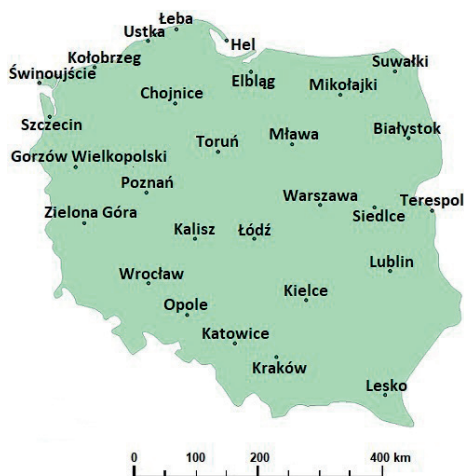 Łeba
Ustka
Hel
Kołobrzeg
Elbląg
Suwałki
Świnoujście
Mikołajki
Chojnice
Szczecin
Białystok
Toruń
Mława
Gorzów Wielkopolski
Poznań
Warszawa
Terespol
Zielona Góra
Siedlce
Kalisz
Łódź
Lublin
Wrocław
Kielce
Opole
Katowice
Kraków
Lesko
0 100 200 400 km